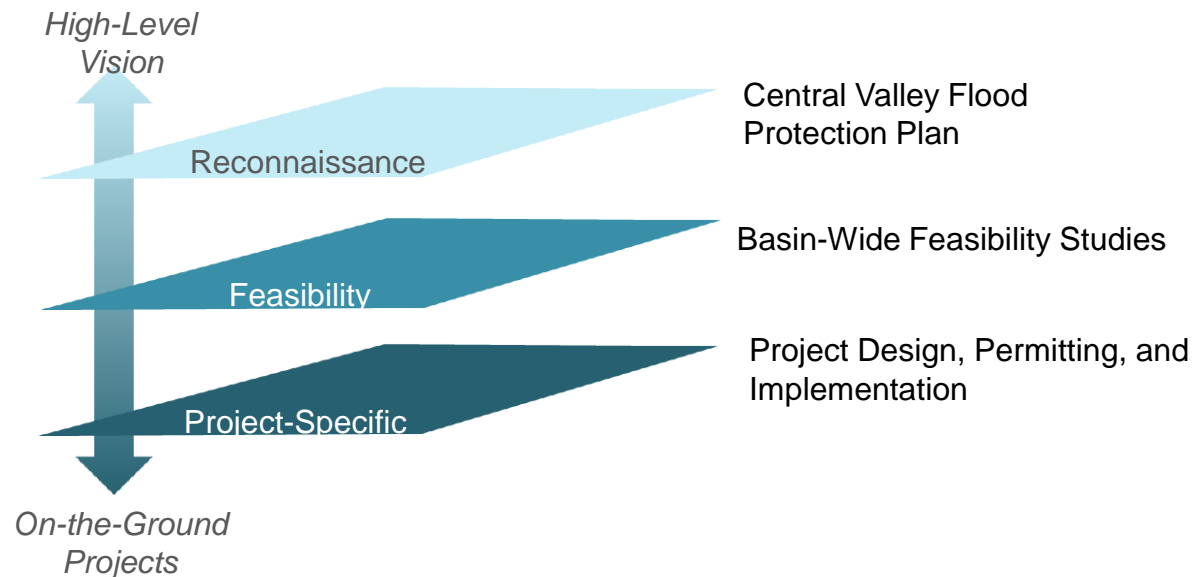 High-Level
Vision
Central Valley Flood
Protection Plan
Reconnaissance
Basin-Wide Feasibility Studies
Feasibility
Project Design, Permitting, and
Implementation
Project-Specific
On-the-Ground
Projects